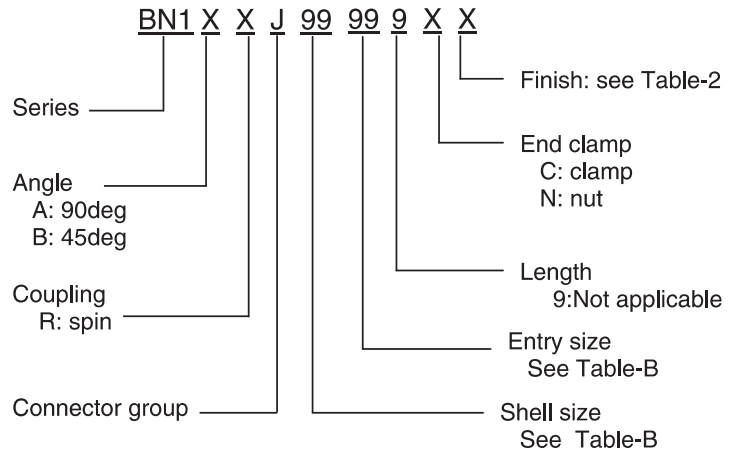 BN1 X X J 99 99 9 X X
Series
Angle
A: 90deg
B: 45deg
Coupling
R: spin
Connector group
Finish: see Table-2
End clamp
C: clamp
N: nut
Length
9:Not applicable
Entry size
See Table-B
Shell size
See Table-B